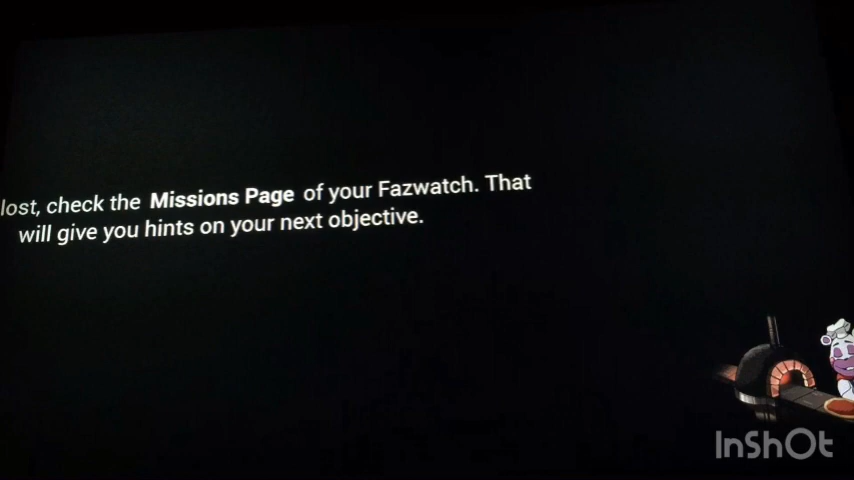 lost, check the Missions Page of your Fazwatch. That
will give you hints on your next objective.
InShOt